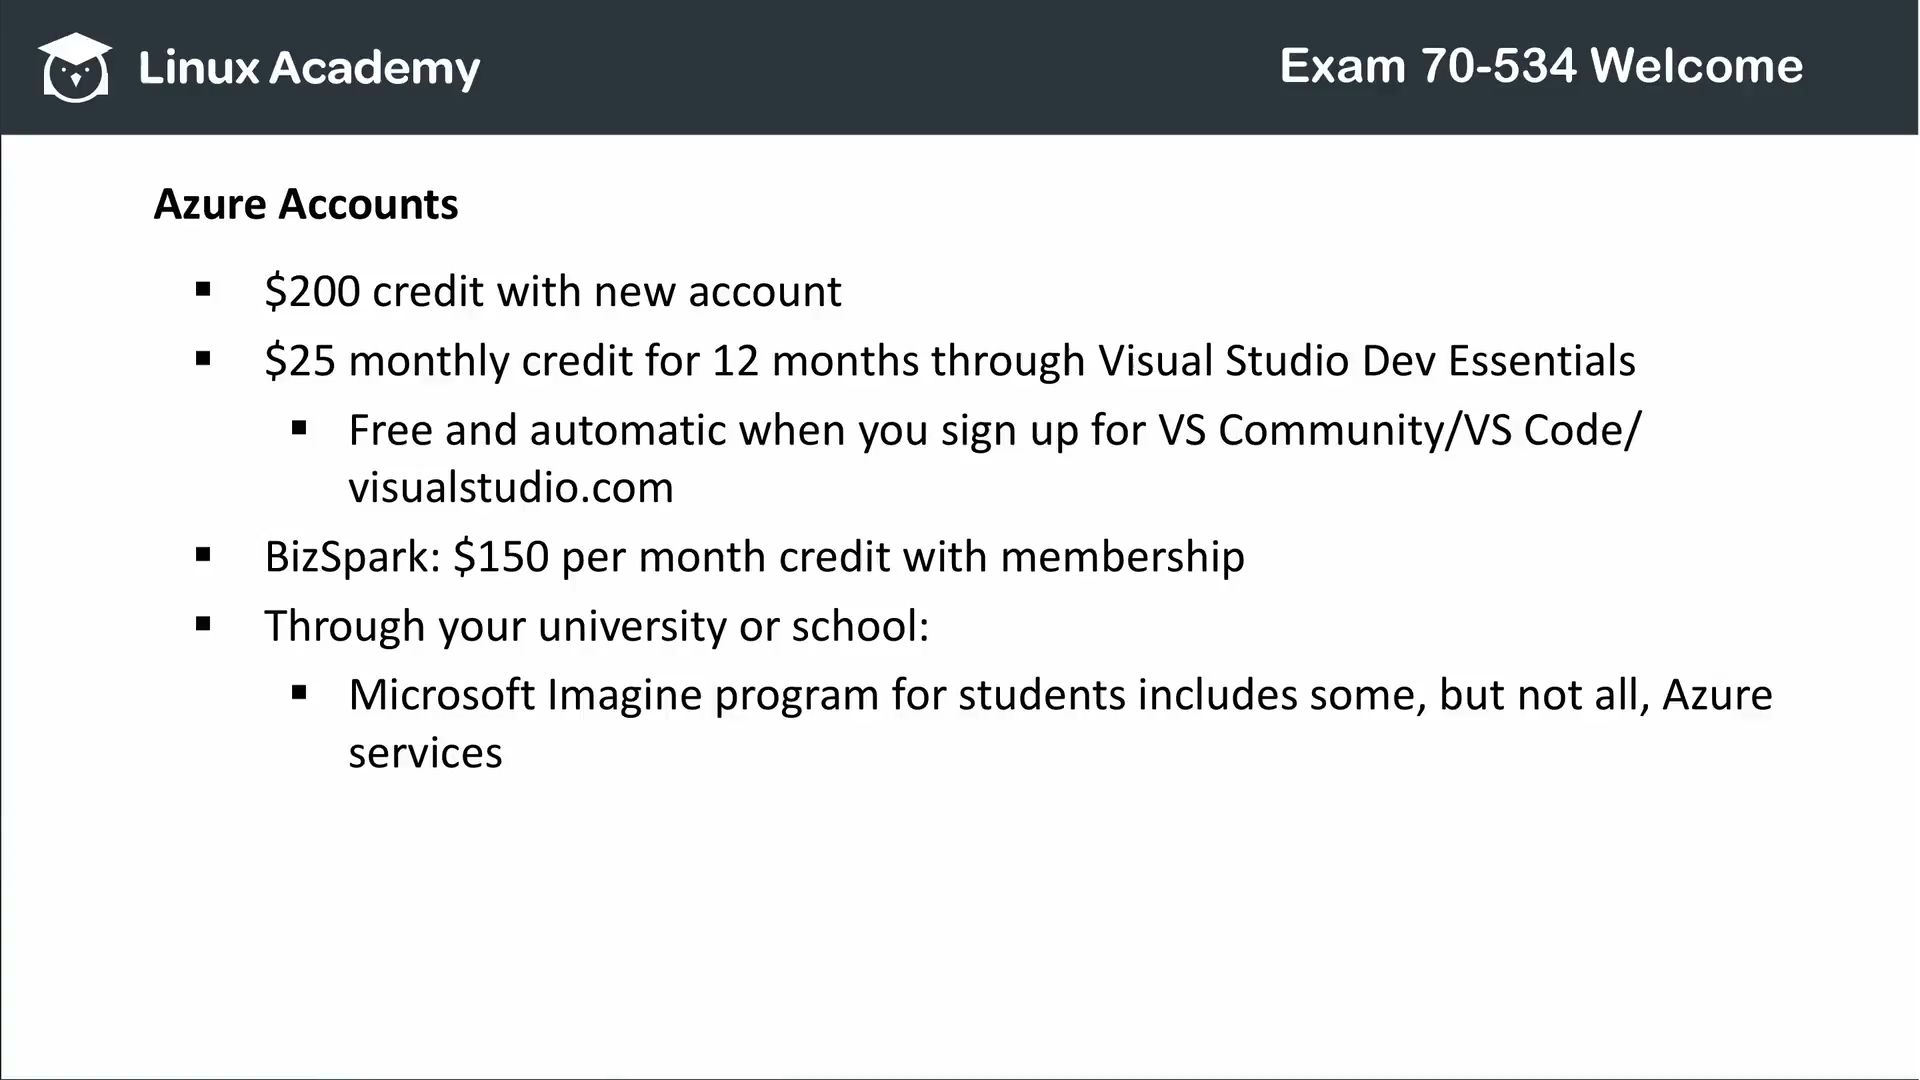 Linux Academy
Exam 70-534 Welcome
Azure Accounts
▪ $200 credit with new account
▪ $25 monthly credit for 12 months through Visual Studio Dev Essentials
▪ Free and automatic when you sign up for VS Community/VS Code/
visualstudio.com
▪ BizSpark: $150 per month credit with membership
▪ Through your university or school:
▪ Microsoft Imagine program for students includes some, but not all, Azure
services